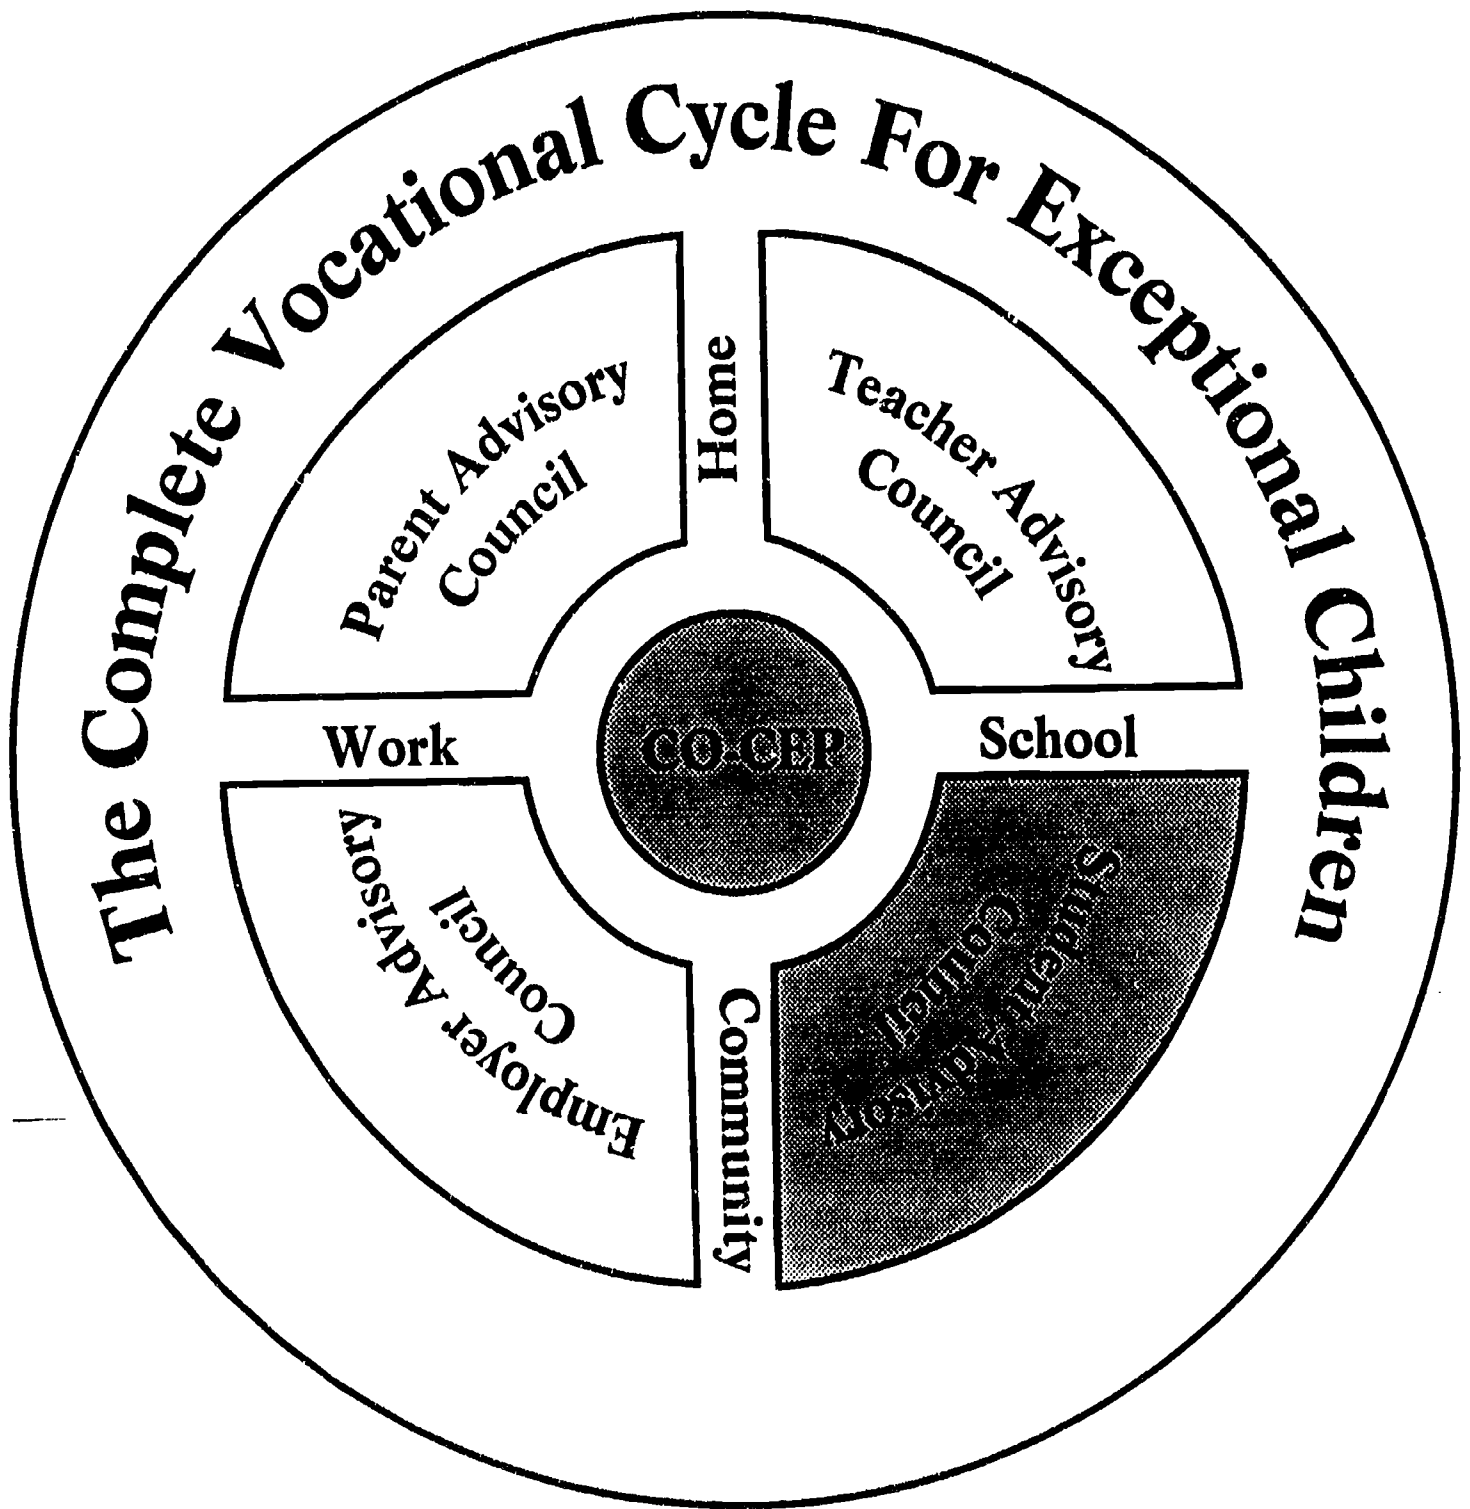 The Complete Vocational Cycle For Exceptional Children
Parent Advisory
Council
Home
Teacher Advisory
Council
Work
CO-CEP
School
Employer Advisory
Council
Community
Student Advisory
Council